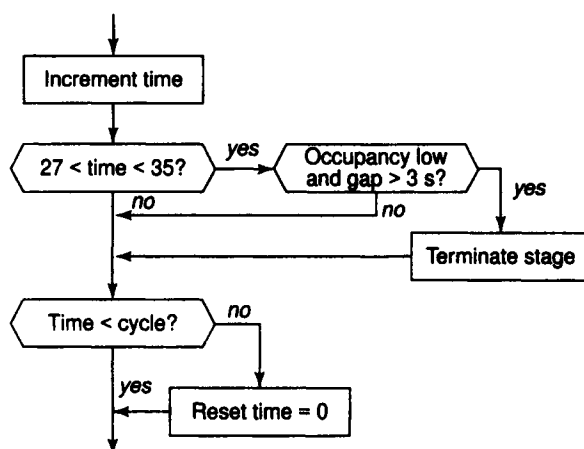 Increment time
27 < time < 35?
yes
Occupancy low
and gap > 3 s?
yes
no
no
Terminate stage
Time < cycle?
no
yes
Reset time = 0